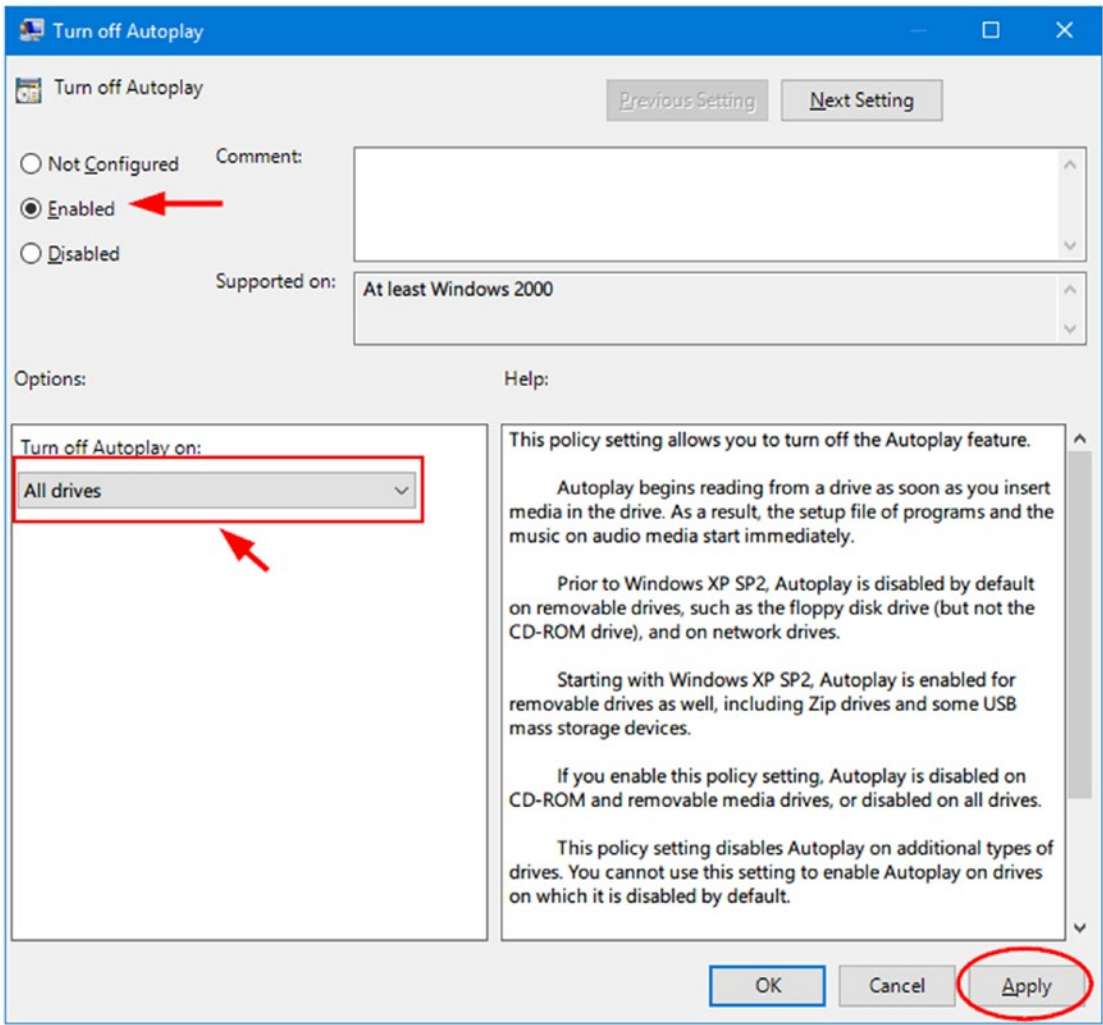 Turn off Autoplay
Turn off Autoplay
Previous Setting
Next Setting
Not Configured
Comment:
Enabled
Disabled
Supported on:
At least Windows 2000
Options:
Help:
Turn off Autoplay on:
All drives
This policy setting allows you to turn off the Autoplay feature.
Autoplay begins reading from a drive as soon as you insert
media in the drive. As a result, the setup file of programs and the
music on audio media start immediately.
Prior to Windows XP SP2, Autoplay is disabled by default
on removable drives, such as the floppy disk drive (but not the
CD-ROM drive), and on network drives.
Starting with Windows XP SP2, Autoplay is enabled for
removable drives as well, including Zip drives and some USB
mass storage devices.
If you enable this policy setting, Autoplay is disabled on
CD-ROM and removable media drives, or disabled on all drives.
This policy setting disables Autoplay on additional types of
drives. You cannot use this setting to enable Autoplay on drives
on which it is disabled by default.
OK
Cancel
Apply